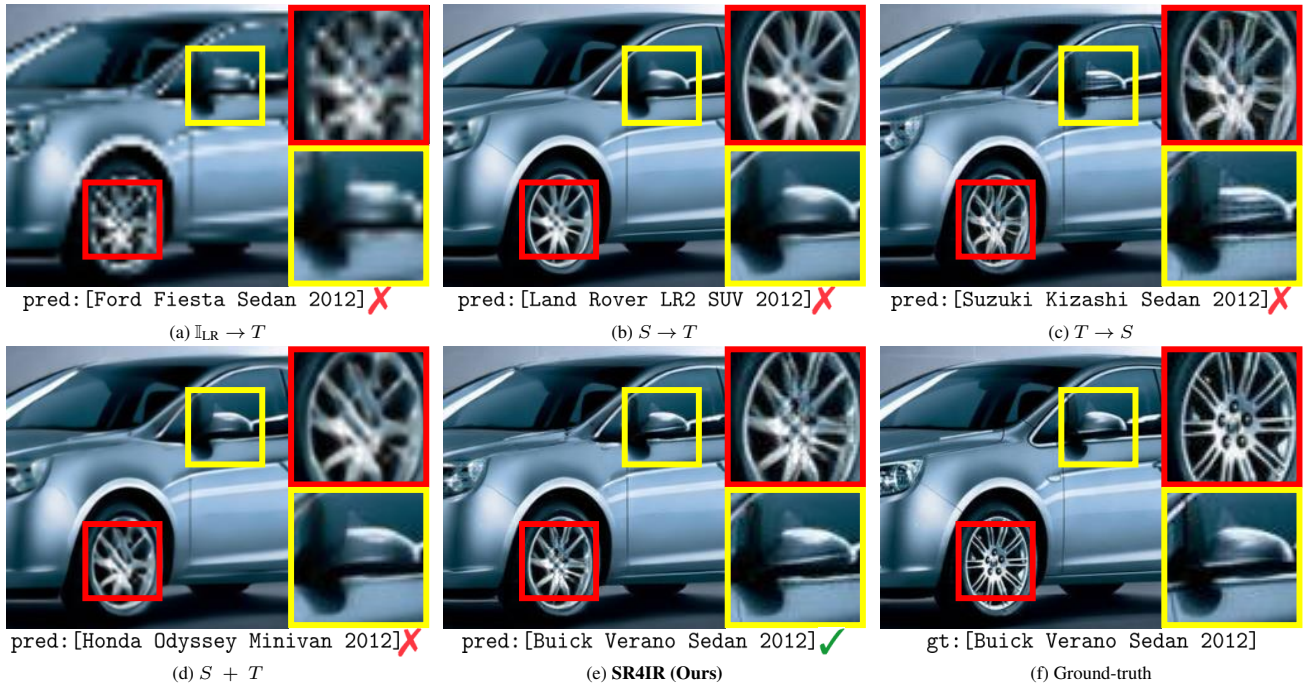 pred:[Ford Fiesta Sedan 2012]✗
pred:[Land Rover LR2 SUV 2012]✗
pred:[Suzuki Kizashi Sedan 2012]✗
(a) 𝕀LR → T
(b) S → T
(c) T → S
pred:[Honda Odyssey Minivan 2012]✗
pred:[Buick Verano Sedan 2012]✓
gt:[Buick Verano Sedan 2012]
(d) S + T
(e) SR4IR (Ours)
(f) Ground-truth